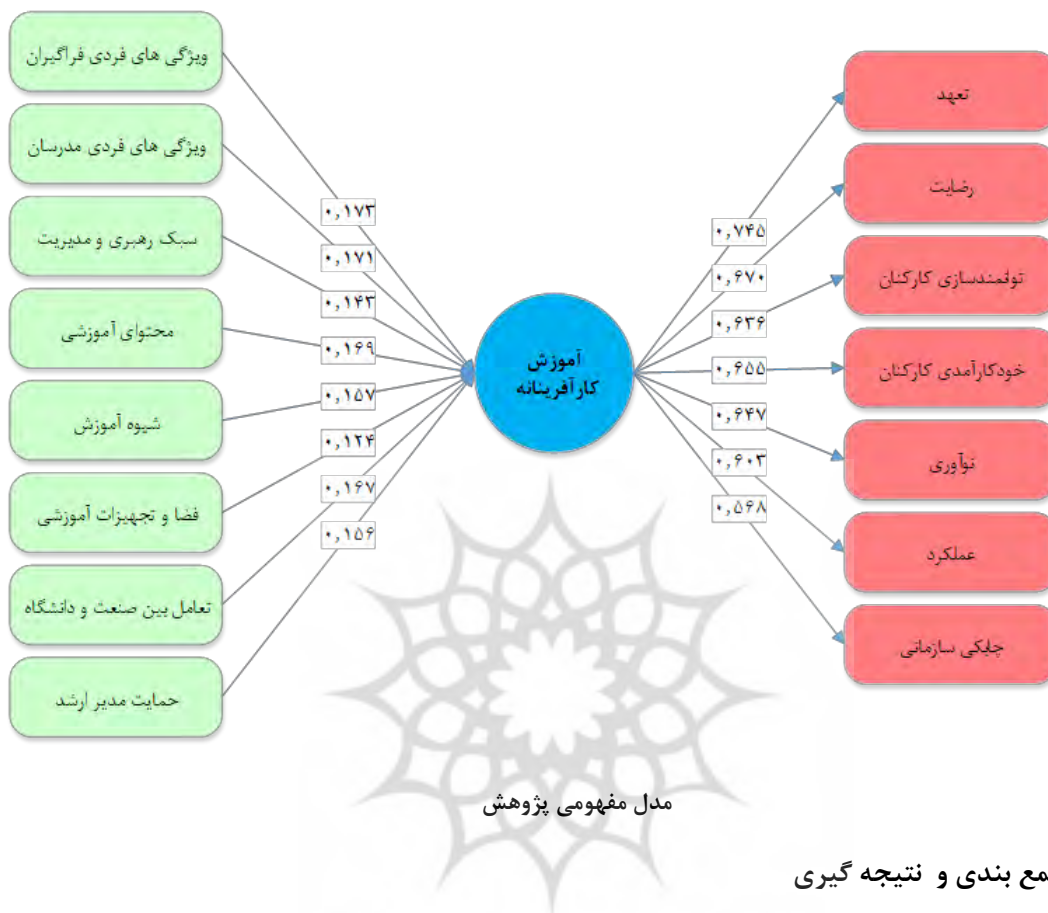 ویژگی های فردی فراگیران
ویژگی های فردی مدرسان
سبک رهبری و مدیریت
محتوای آموزشی
شیوه آموزش
فضا و تجهیزات آموزشی
تعامل بین صنعت و دانشگاه
حمایت مدیر ارشد
۰,۱۷۳
۰,۱۷۱
۰,۱۴۳
۰,۱۶۹
۰,۱۵۷
۰,۱۲۴
۰,۱۶۷
۰,۱۵۶
آموزش
کارآفرینانه
۰,۷۴۵
۰,۶۷۰
۰,۶۳۶
۰,۶۵۵
۰,۶۴۷
۰,۶۰۳
۰,۵۶۸
تعهد
رضایت
توانمندسازی کارکنان
خودکارآمدی کارکنان
نوآوری
عملکرد
چابکی سازمانی
مدل مفهومی پژوهش
مع بندی و نتیجه گیری